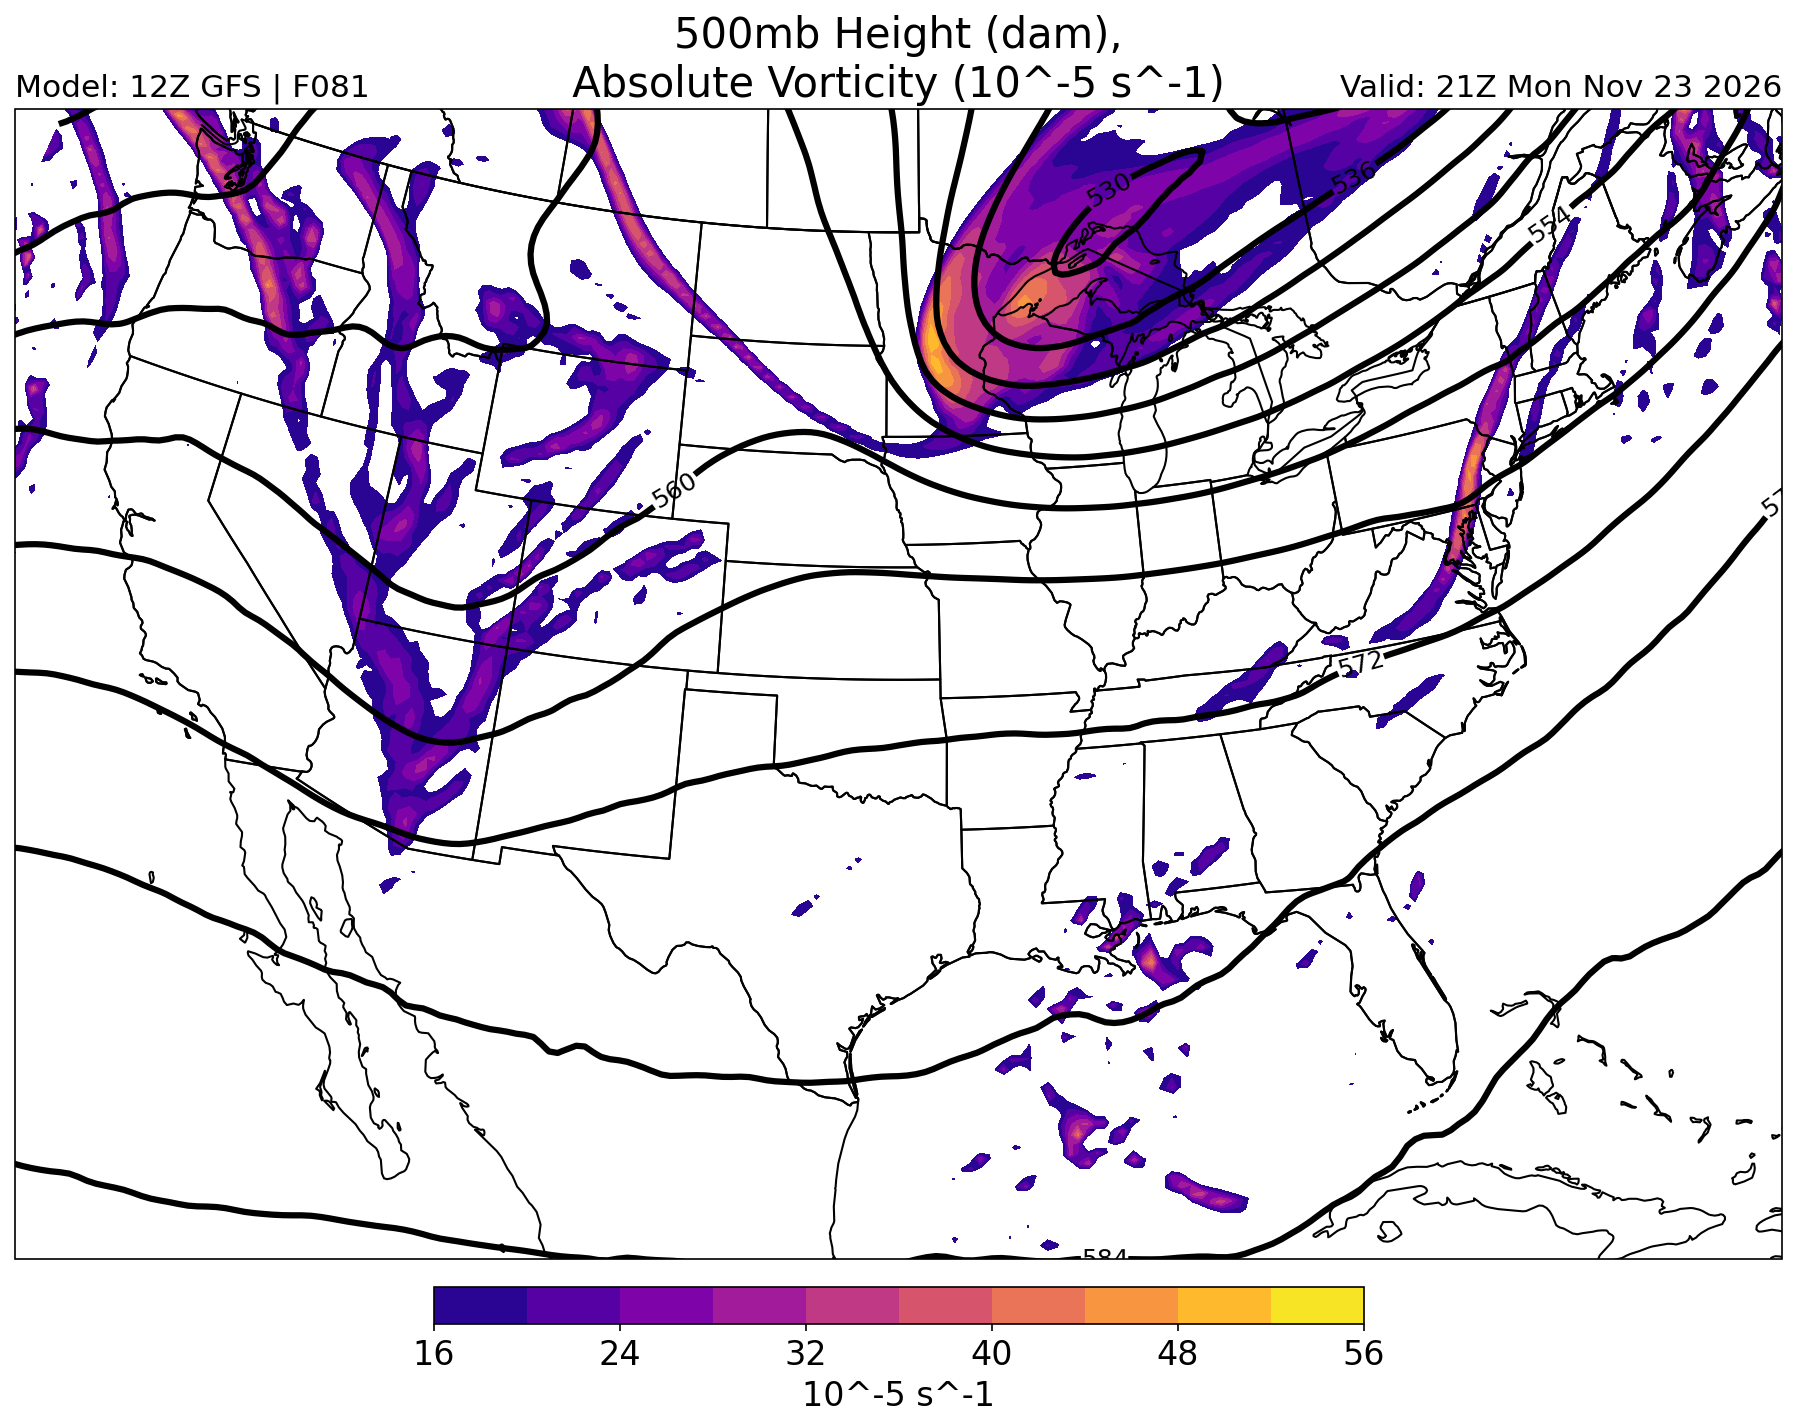 500mb Height (dam),
Model: 12Z GFS | F081
Absolute Vorticity (10^-5 s^-1)
Valid: 21Z Mon Nov 23 2026
530
536
554
560
572
584
16
24
32
40
48
56
10^-5 s^-1